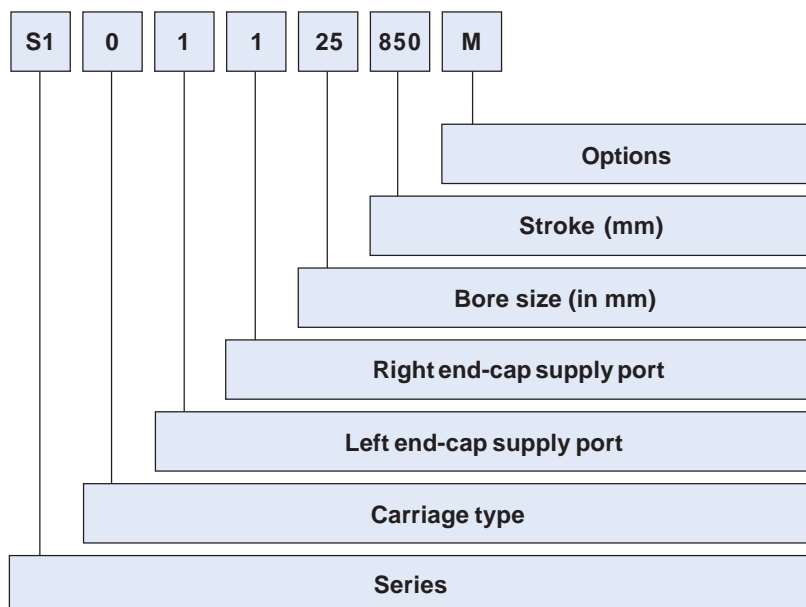 S1 0 1 1 25 850 M
Options
Stroke (mm)
Bore size (in mm)
Right end-cap supply port
Left end-cap supply port
Carriage type
Series